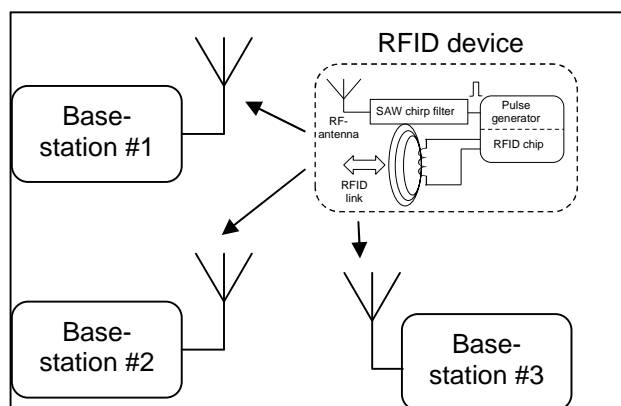 RFID device
Base-
station #1
RF-
antenna
SAW chirp filter
Pulse
generator
RFID chip
RFID
link
Base-
station #2
Base-
station #3